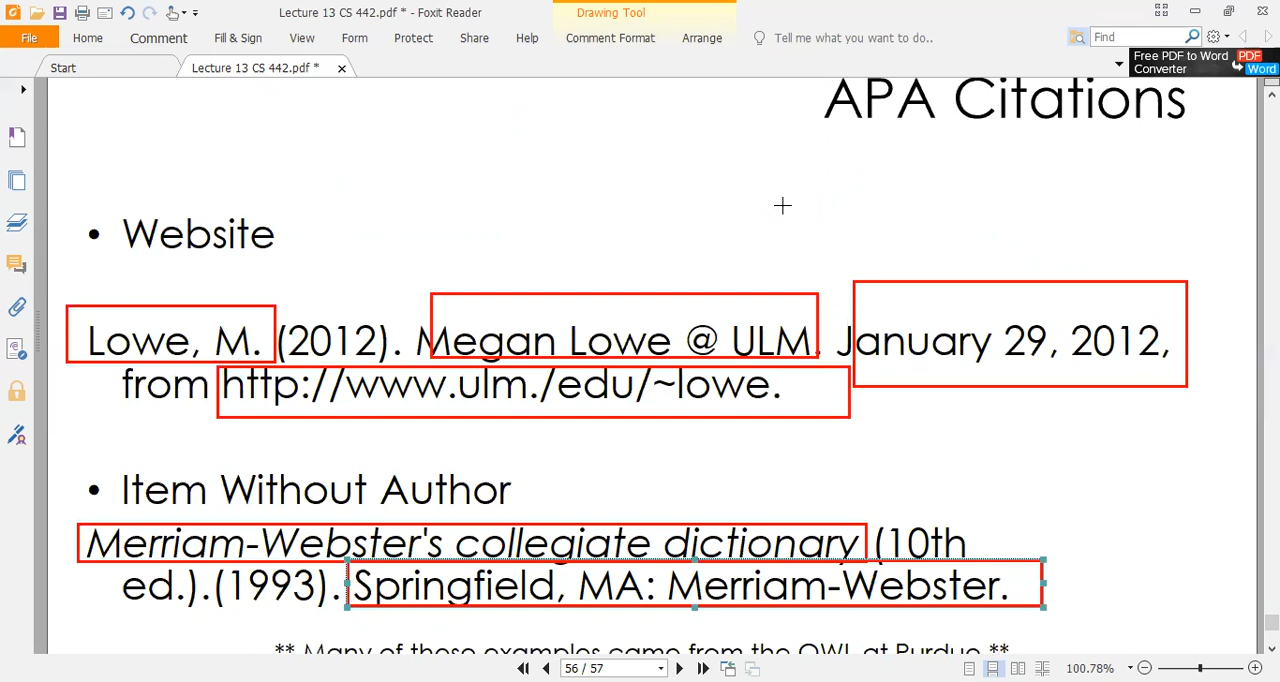 Lecture 13 CS 442.pdf * - Foxit Reader
Drawing Tool
File Home Comment Fill & Sign View Form Protect Share Help Comment Format Arrange Tell me what you want to do.. Find
Start Lecture 13 CS 442.pdf *
Free PDF to Word Converter PDF Word
APA Citations
• Website
Lowe, M. (2012). Megan Lowe @ ULM. January 29, 2012,
from http://www.ulm./edu/~lowe.
• Item Without Author
Merriam-Webster's collegiate dictionary (10th
ed.).(1993). Springfield, MA: Merriam-Webster.
** Many of these examples came from the OWL at Purdue **
56 / 57 100.78%